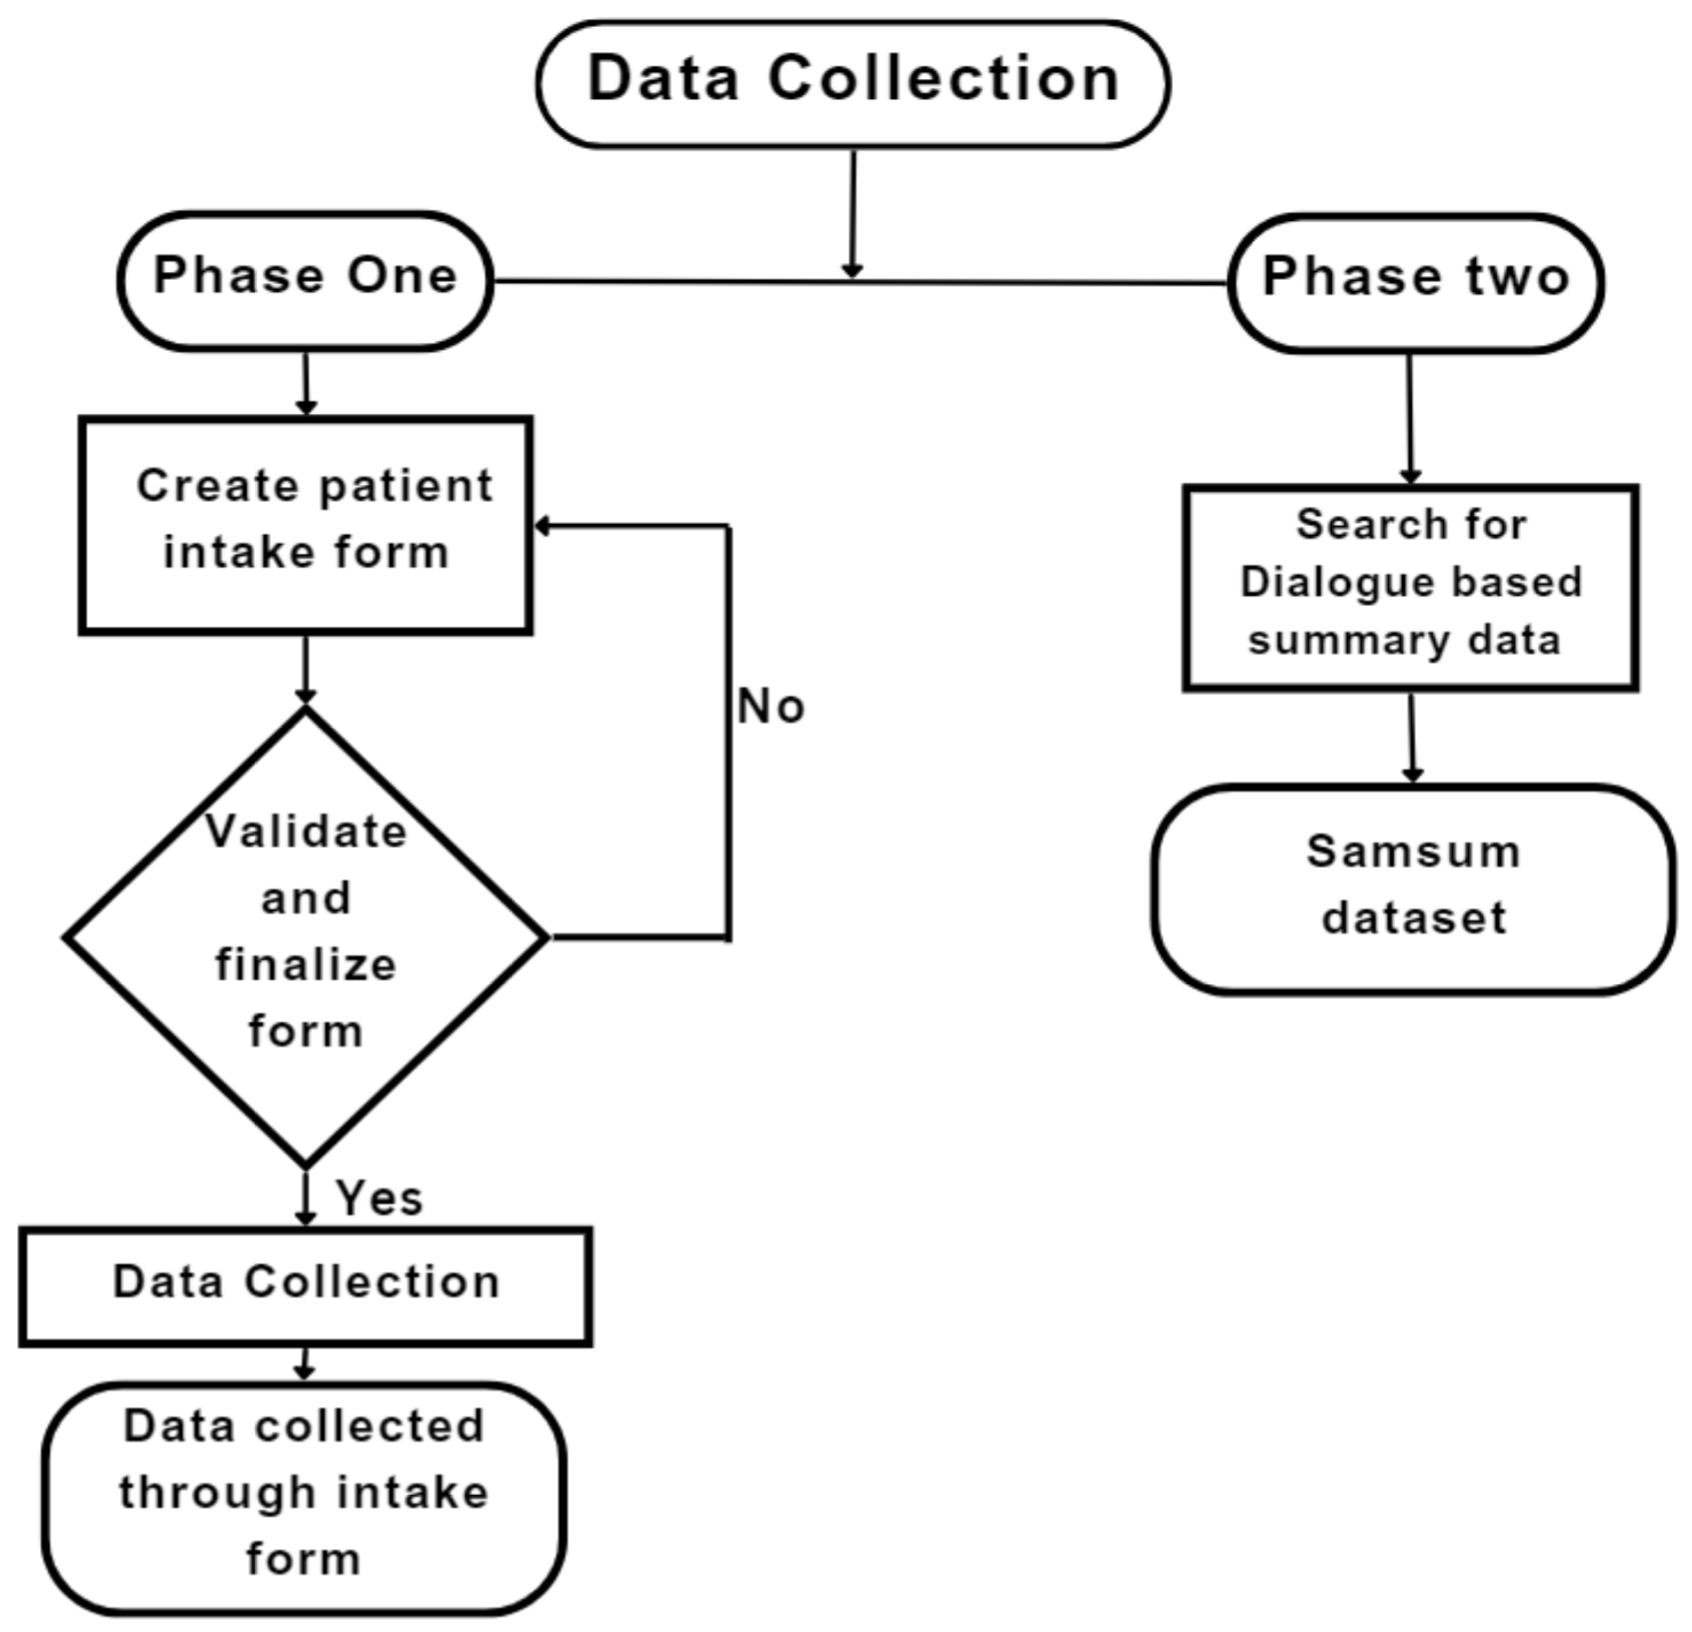 Data Collection
Phase One
Phase two
Create patient
intake form
Search for
Dialogue based
summary data
No
Validate
and
finalize
form
Samsum
dataset
Yes
Data Collection
Data collected
through intake
form